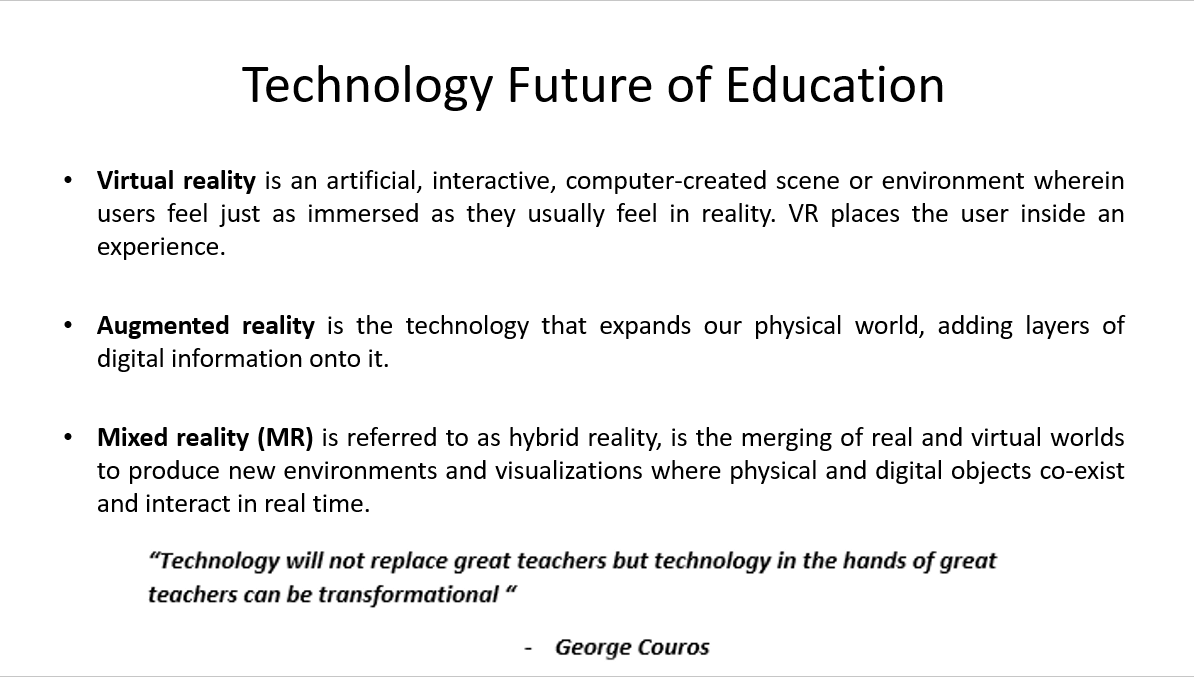 Technology Future of Education
• Virtual reality is an artificial, interactive, computer-created scene or environment wherein
users feel just as immersed as they usually feel in reality. VR places the user inside an
experience.
• Augmented reality is the technology that expands our physical world, adding layers of
digital information onto it.
• Mixed reality (MR) is referred to as hybrid reality, is the merging of real and virtual worlds
to produce new environments and visualizations where physical and digital objects co-exist
and interact in real time.
“Technology will not replace great teachers but technology in the hands of great
teachers can be transformational “
- George Couros